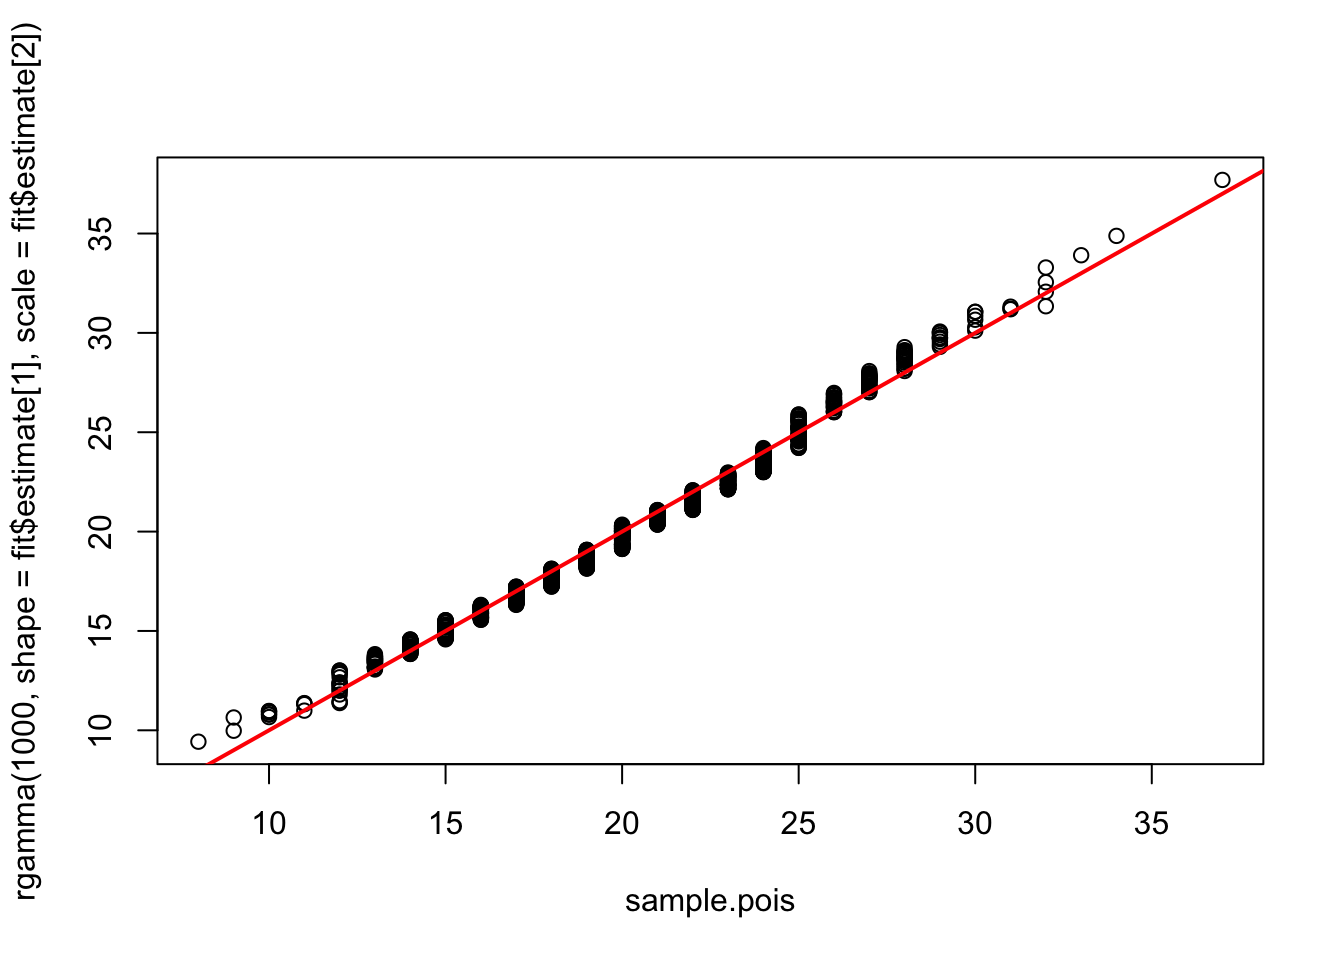 rgamma(1000, shape = fit$estimate[1], scale = fit$estimate[2])
35
30
25
20
15
10
10 15 20 25 30 35
sample.pois